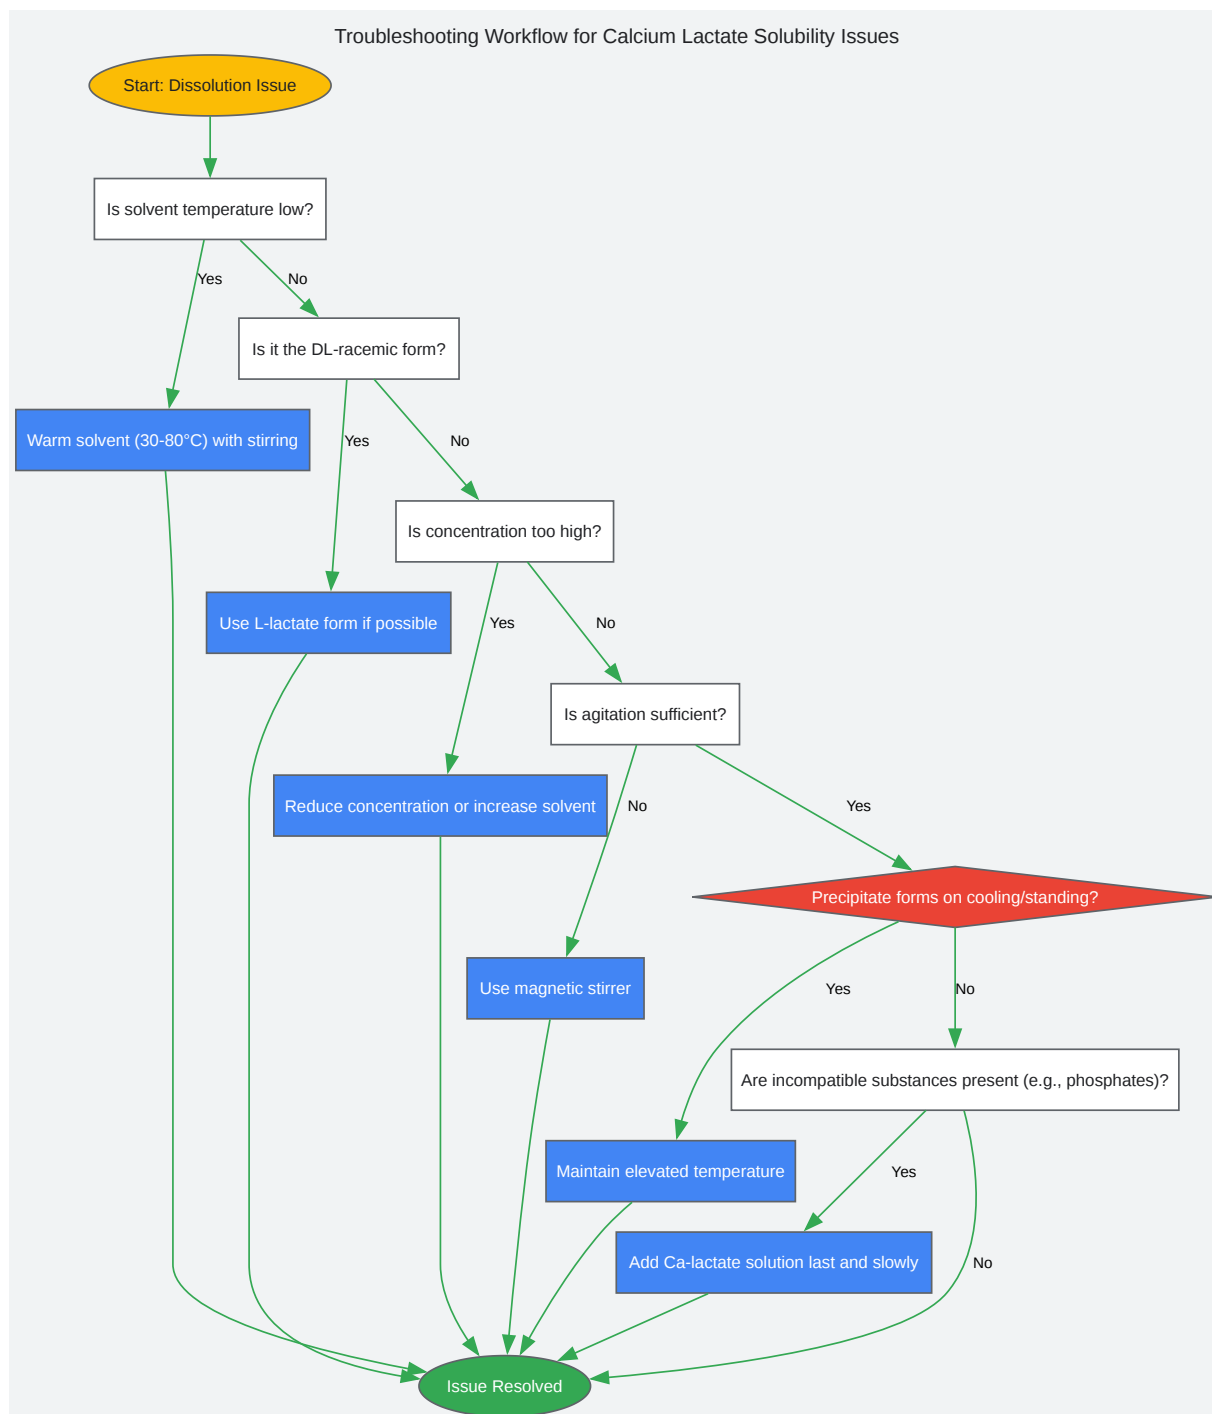 Troubleshooting Workflow for Calcium Lactate Solubility Issues
Start: Dissolution Issue
Is solvent temperature low?
Yes
No
Is it the DL-racemic form?
Warm solvent (30-80°C) with stirring
Yes
No
Is concentration too high?
Use L-lactate form if possible
Yes
No
Is agitation sufficient?
Reduce concentration or increase solvent
No
Yes
Precipitate forms on cooling/standing?
Use magnetic stirrer
Yes
No
Are incompatible substances present (e.g., phosphates)?
Maintain elevated temperature
Yes
Add Ca-lactate solution last and slowly
No
Issue Resolved